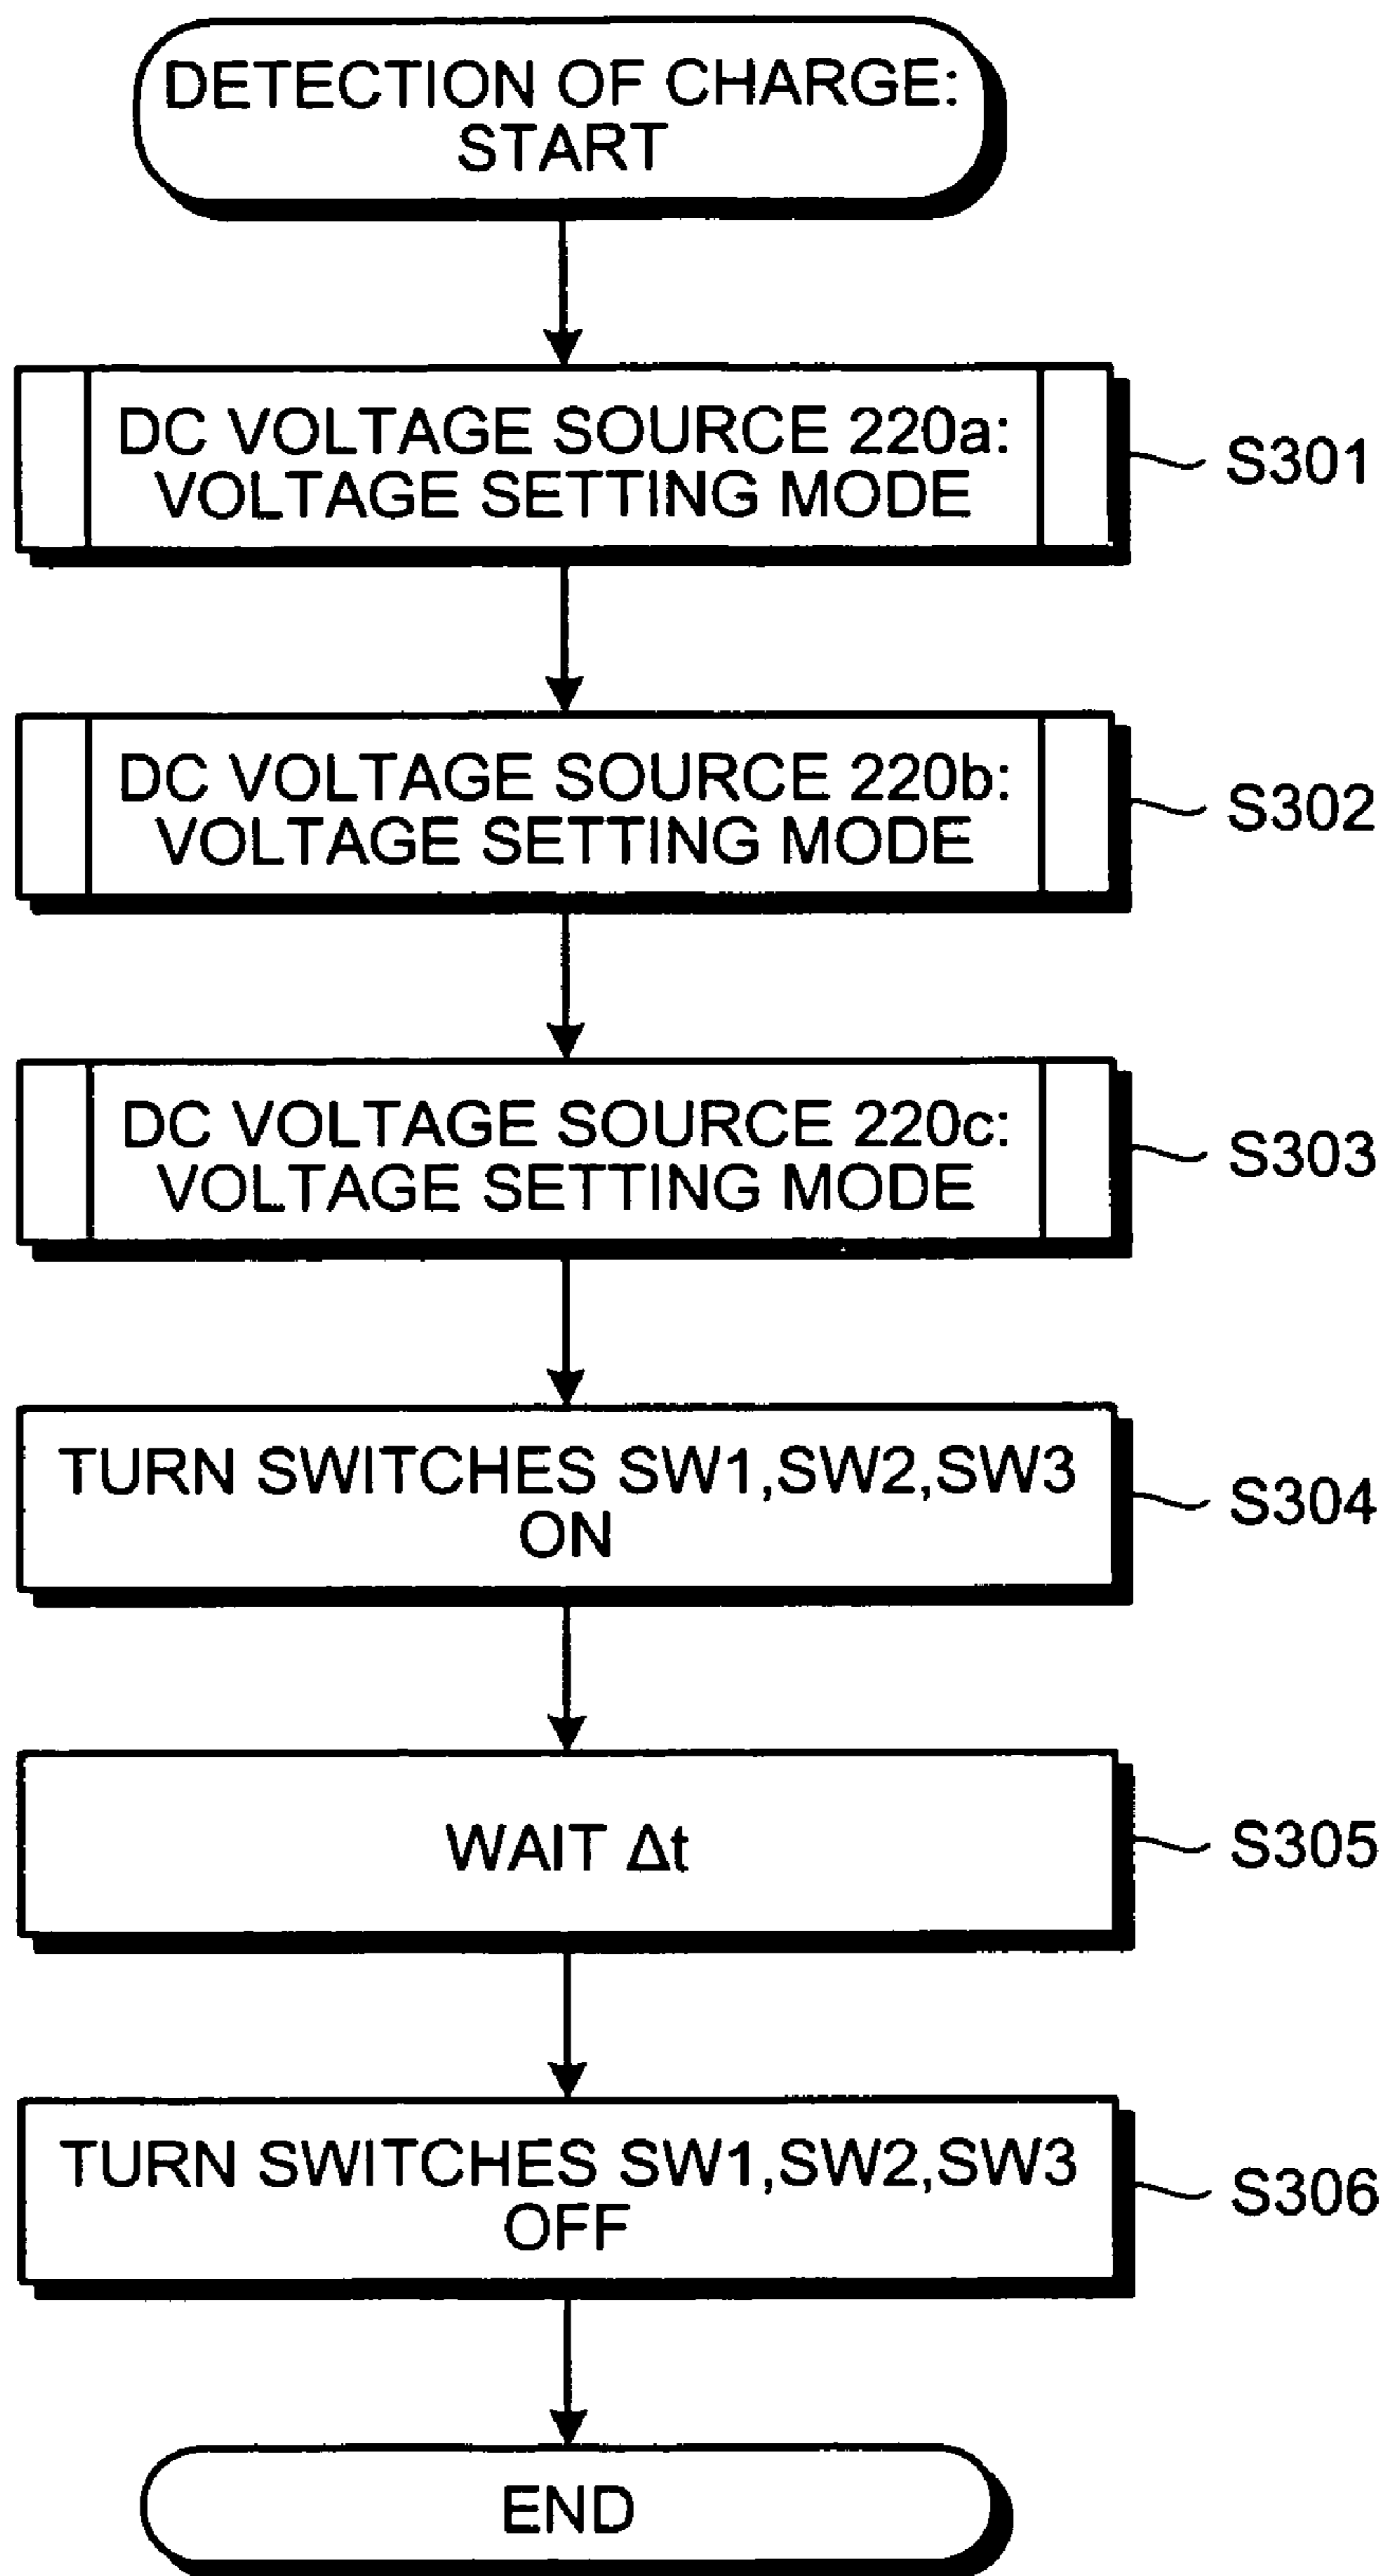 DETECTION OF CHARGE:
START
DC VOLTAGE SOURCE 220a:
VOLTAGE SETTING MODE
S301
DC VOLTAGE SOURCE 220b:
VOLTAGE SETTING MODE
S302
DC VOLTAGE SOURCE 220c:
VOLTAGE SETTING MODE
S303
TURN SWITCHES SW1,SW2,SW3
ON
S304
WAIT Δt
S305
TURN SWITCHES SW1,SW2,SW3
OFF
S306
END